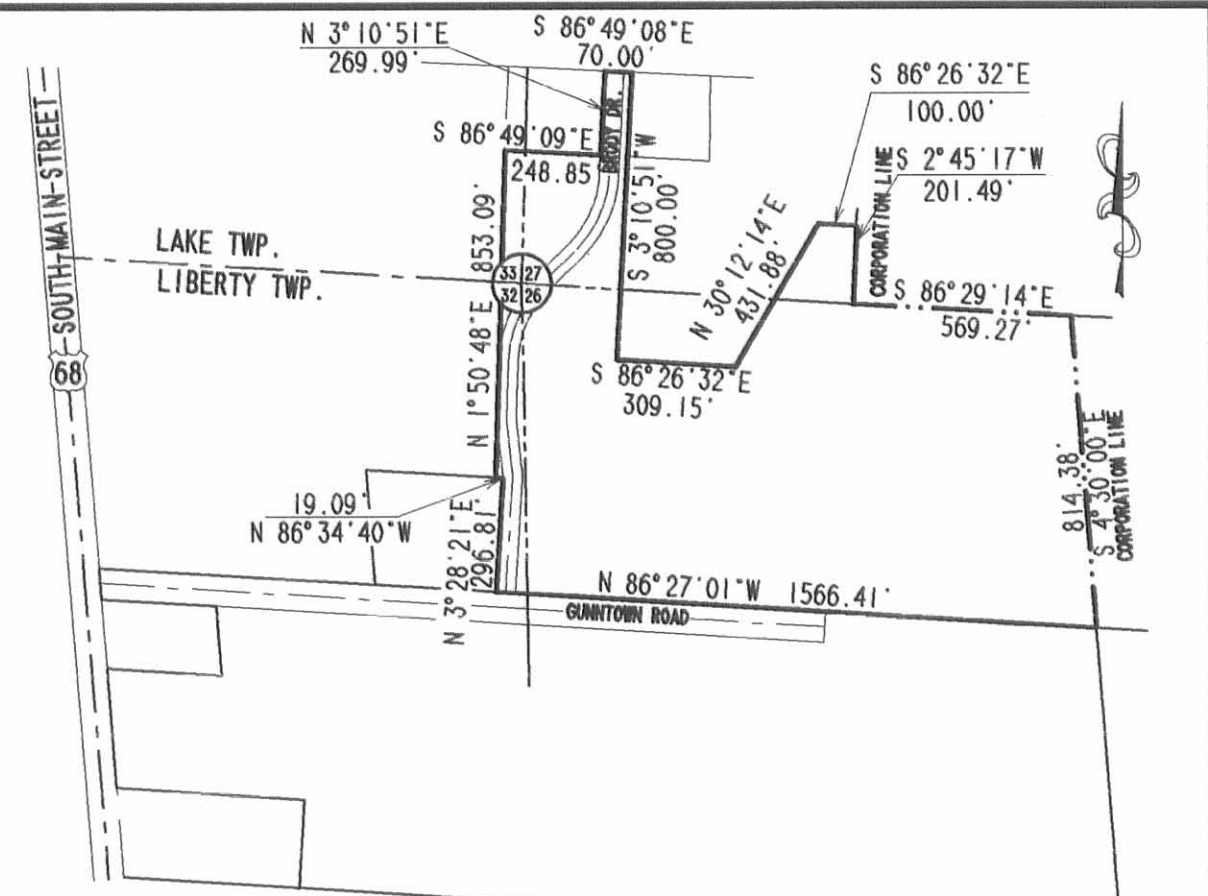 N 3°10'51"E
269.99'
S 86°49'08"E
70.00'
S 86°26'32"E
100.00'
S 86°49'09"E
248.85
BRODY DR.
S 3°10'51"W
800.00'
CORPORATION LINE
S 2°45'17"W
201.49'
SOUTH MAIN STREET
68
LAKE TWP.
LIBERTY TWP.
33 27
32 26
N 1°50'48"E 853.09'
N 30°12'14"E
431.88'
S 86°29'14"E
569.27'
S 86°26'32"E
309.15'
814.38'
S 4°30'00"E
CORPORATION LINE
19.09'
N 86°34'40"W
N 3°28'21"E
296.81'
N 86°27'01"W 1566.41'
GUNNTOWN ROAD